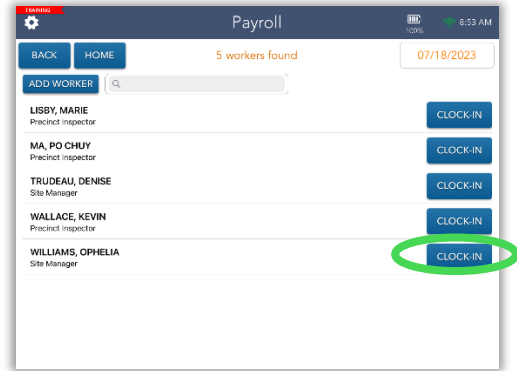 TRAINING
Payroll
100%
8:53 AM
BACK
HOME
5 workers found
07/18/2023
ADD WORKER
LISBY, MARIE
Precinct Inspector
CLOCK-IN
MA, PO CHUY
Precinct Inspector
CLOCK-IN
TRUDEAU, DENISE
Site Manager
CLOCK-IN
WALLACE, KEVIN
Precinct Inspector
CLOCK-IN
WILLIAMS, OPHELIA
Site Manager
CLOCK-IN